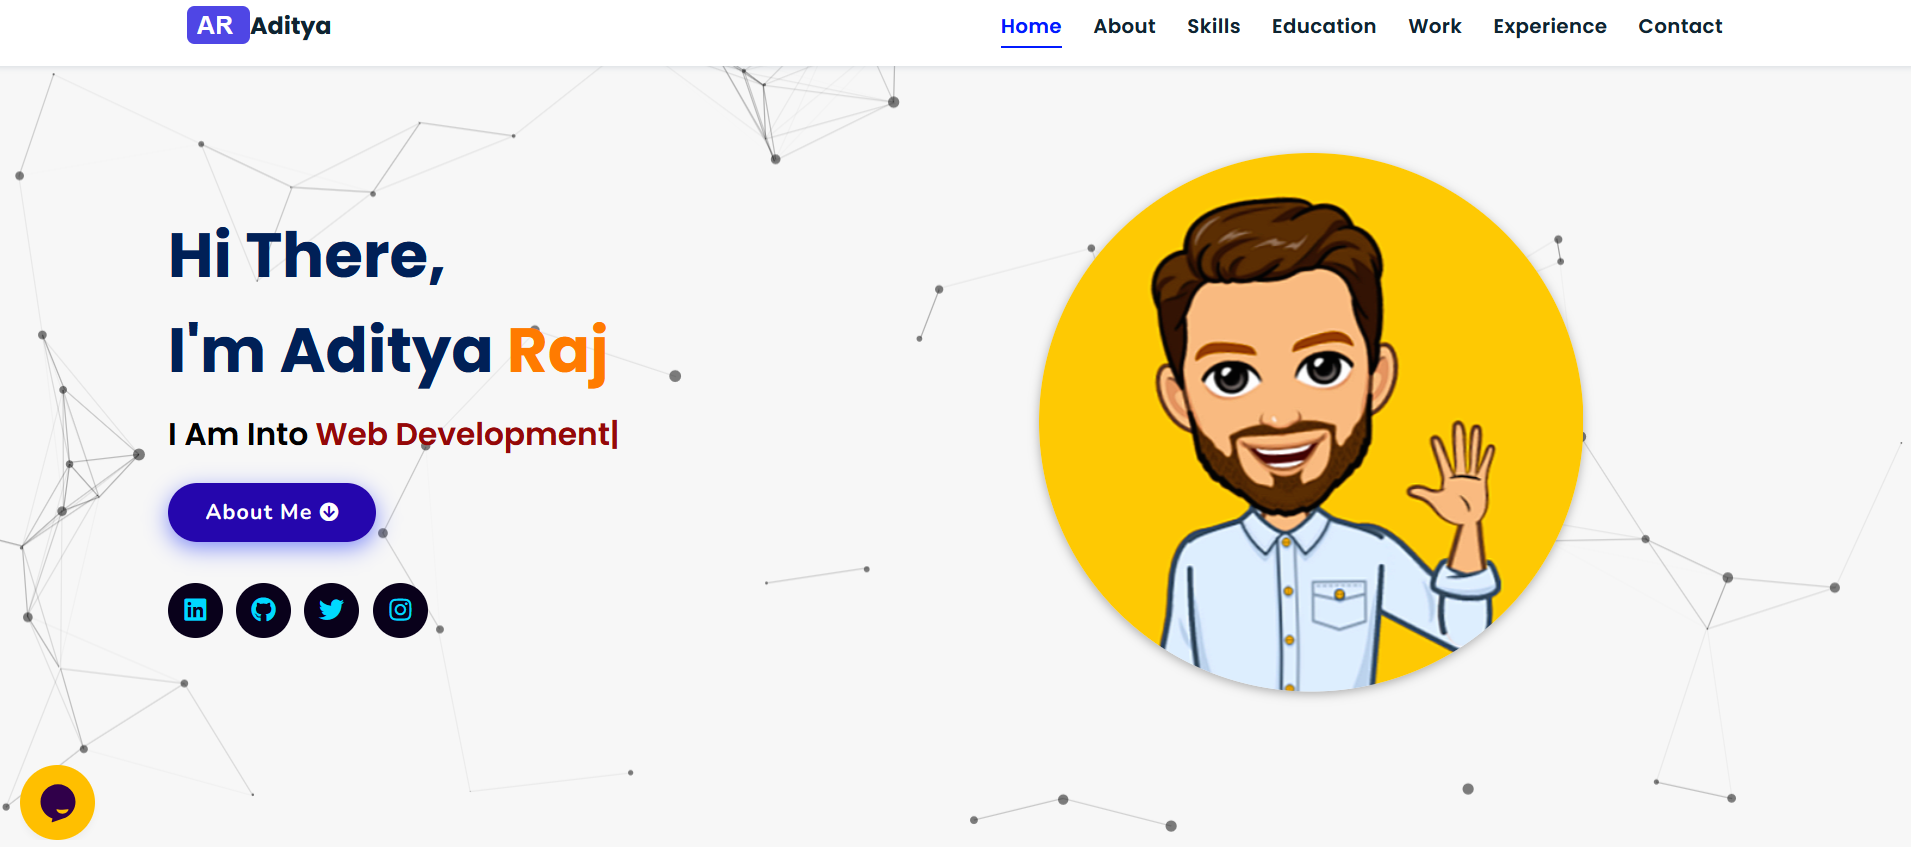 AR Aditya
Home About Skills Education Work Experience Contact
Hi There,
I'm Aditya Raj
I Am Into Web Development|
About Me
in